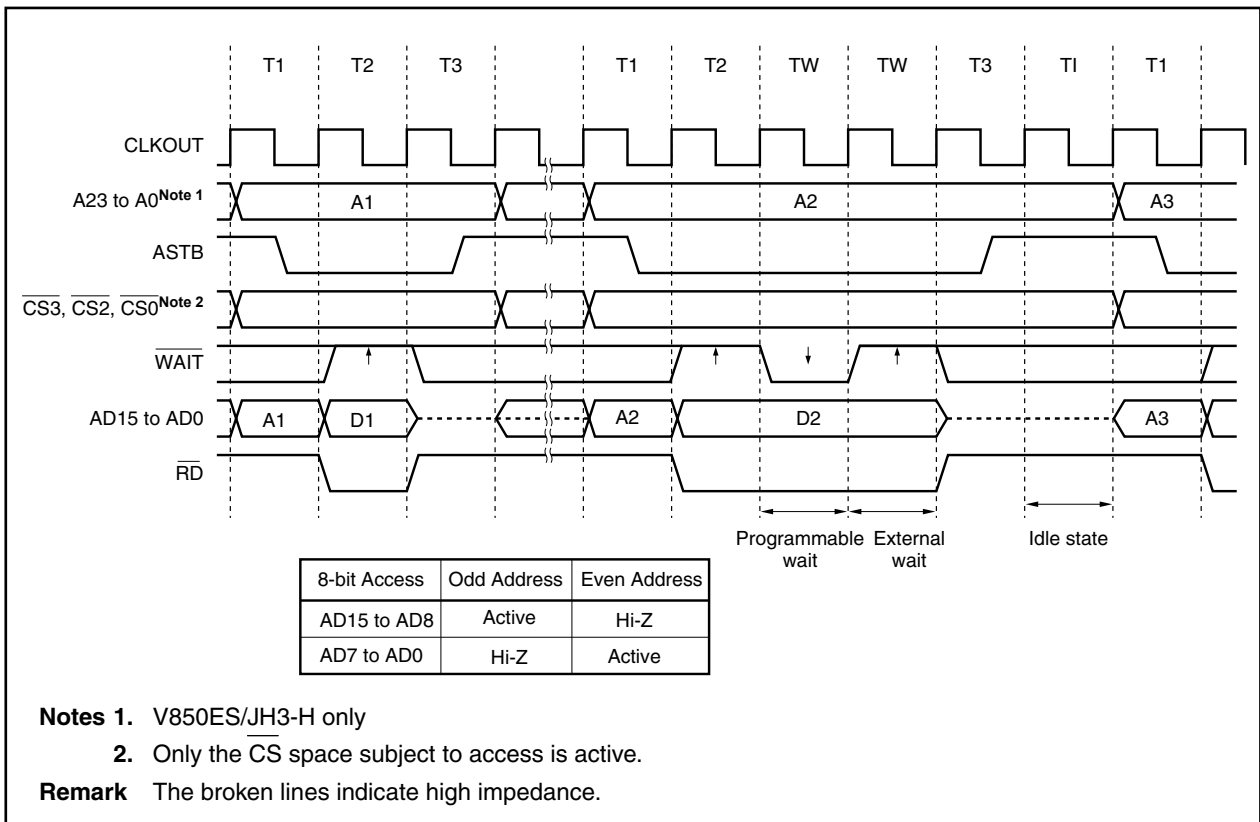 T1 T2 T3 T1 T2 TW TW T3 TI T1
CLKOUT
A23 to A0Note 1 A1 A2 A3
ASTB
CS3, CS2, CS0Note 2
WAIT
AD15 to AD0 A1 D1 A2 D2 A3
RD
Programmable wait External wait Idle state
8-bit Access Odd Address Even Address
AD15 to AD8 Active Hi-Z
AD7 to AD0 Hi-Z Active
Notes 1. V850ES/JH3-H only
2. Only the CS space subject to access is active.
Remark The broken lines indicate high impedance.